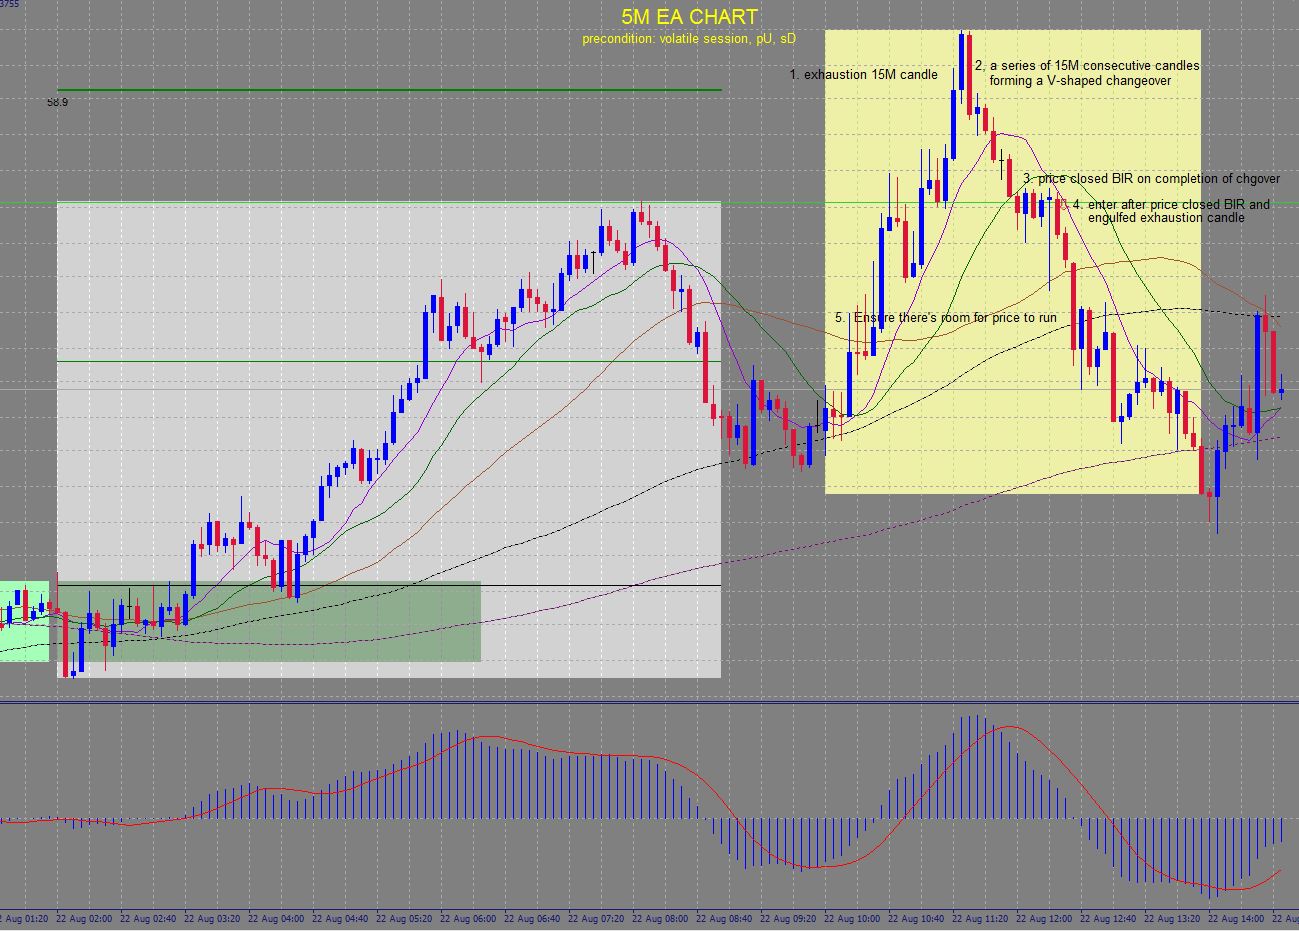 3755
5M EA CHART
precondition: volatile session, pU, sD
58.9
1. exhaustion 15M candle
2, a series of 15M consecutive candles
forming a V-shaped changeover
3. price closed BIR on completion of chgover
4. enter after price closed BIR and
engulfed exhaustion candle
5. Ensure there's room for price to run
2 Aug 01:20
22 Aug 02:00
22 Aug 02:40
22 Aug 03:20
22 Aug 04:00
22 Aug 04:40
22 Aug 05:20
22 Aug 06:00
22 Aug 06:40
22 Aug 07:20
22 Aug 08:00
22 Aug 08:40
22 Aug 09:20
22 Aug 10:00
22 Aug 10:40
22 Aug 11:20
22 Aug 12:00
22 Aug 12:40
22 Aug 13:20
22 Aug 14:00
22 Au